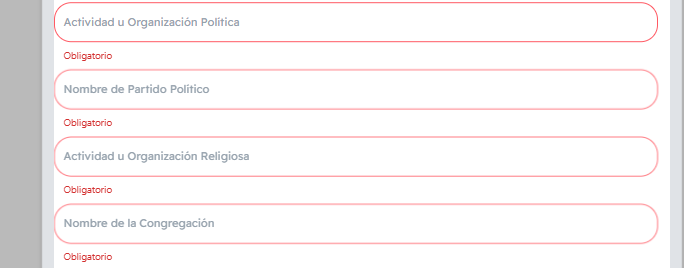 Actividad u Organización Política
Obligatorio
Nombre de Partido Político
Obligatorio
Actividad u Organización Religiosa
Obligatorio
Nombre de la Congregación
Obligatorio